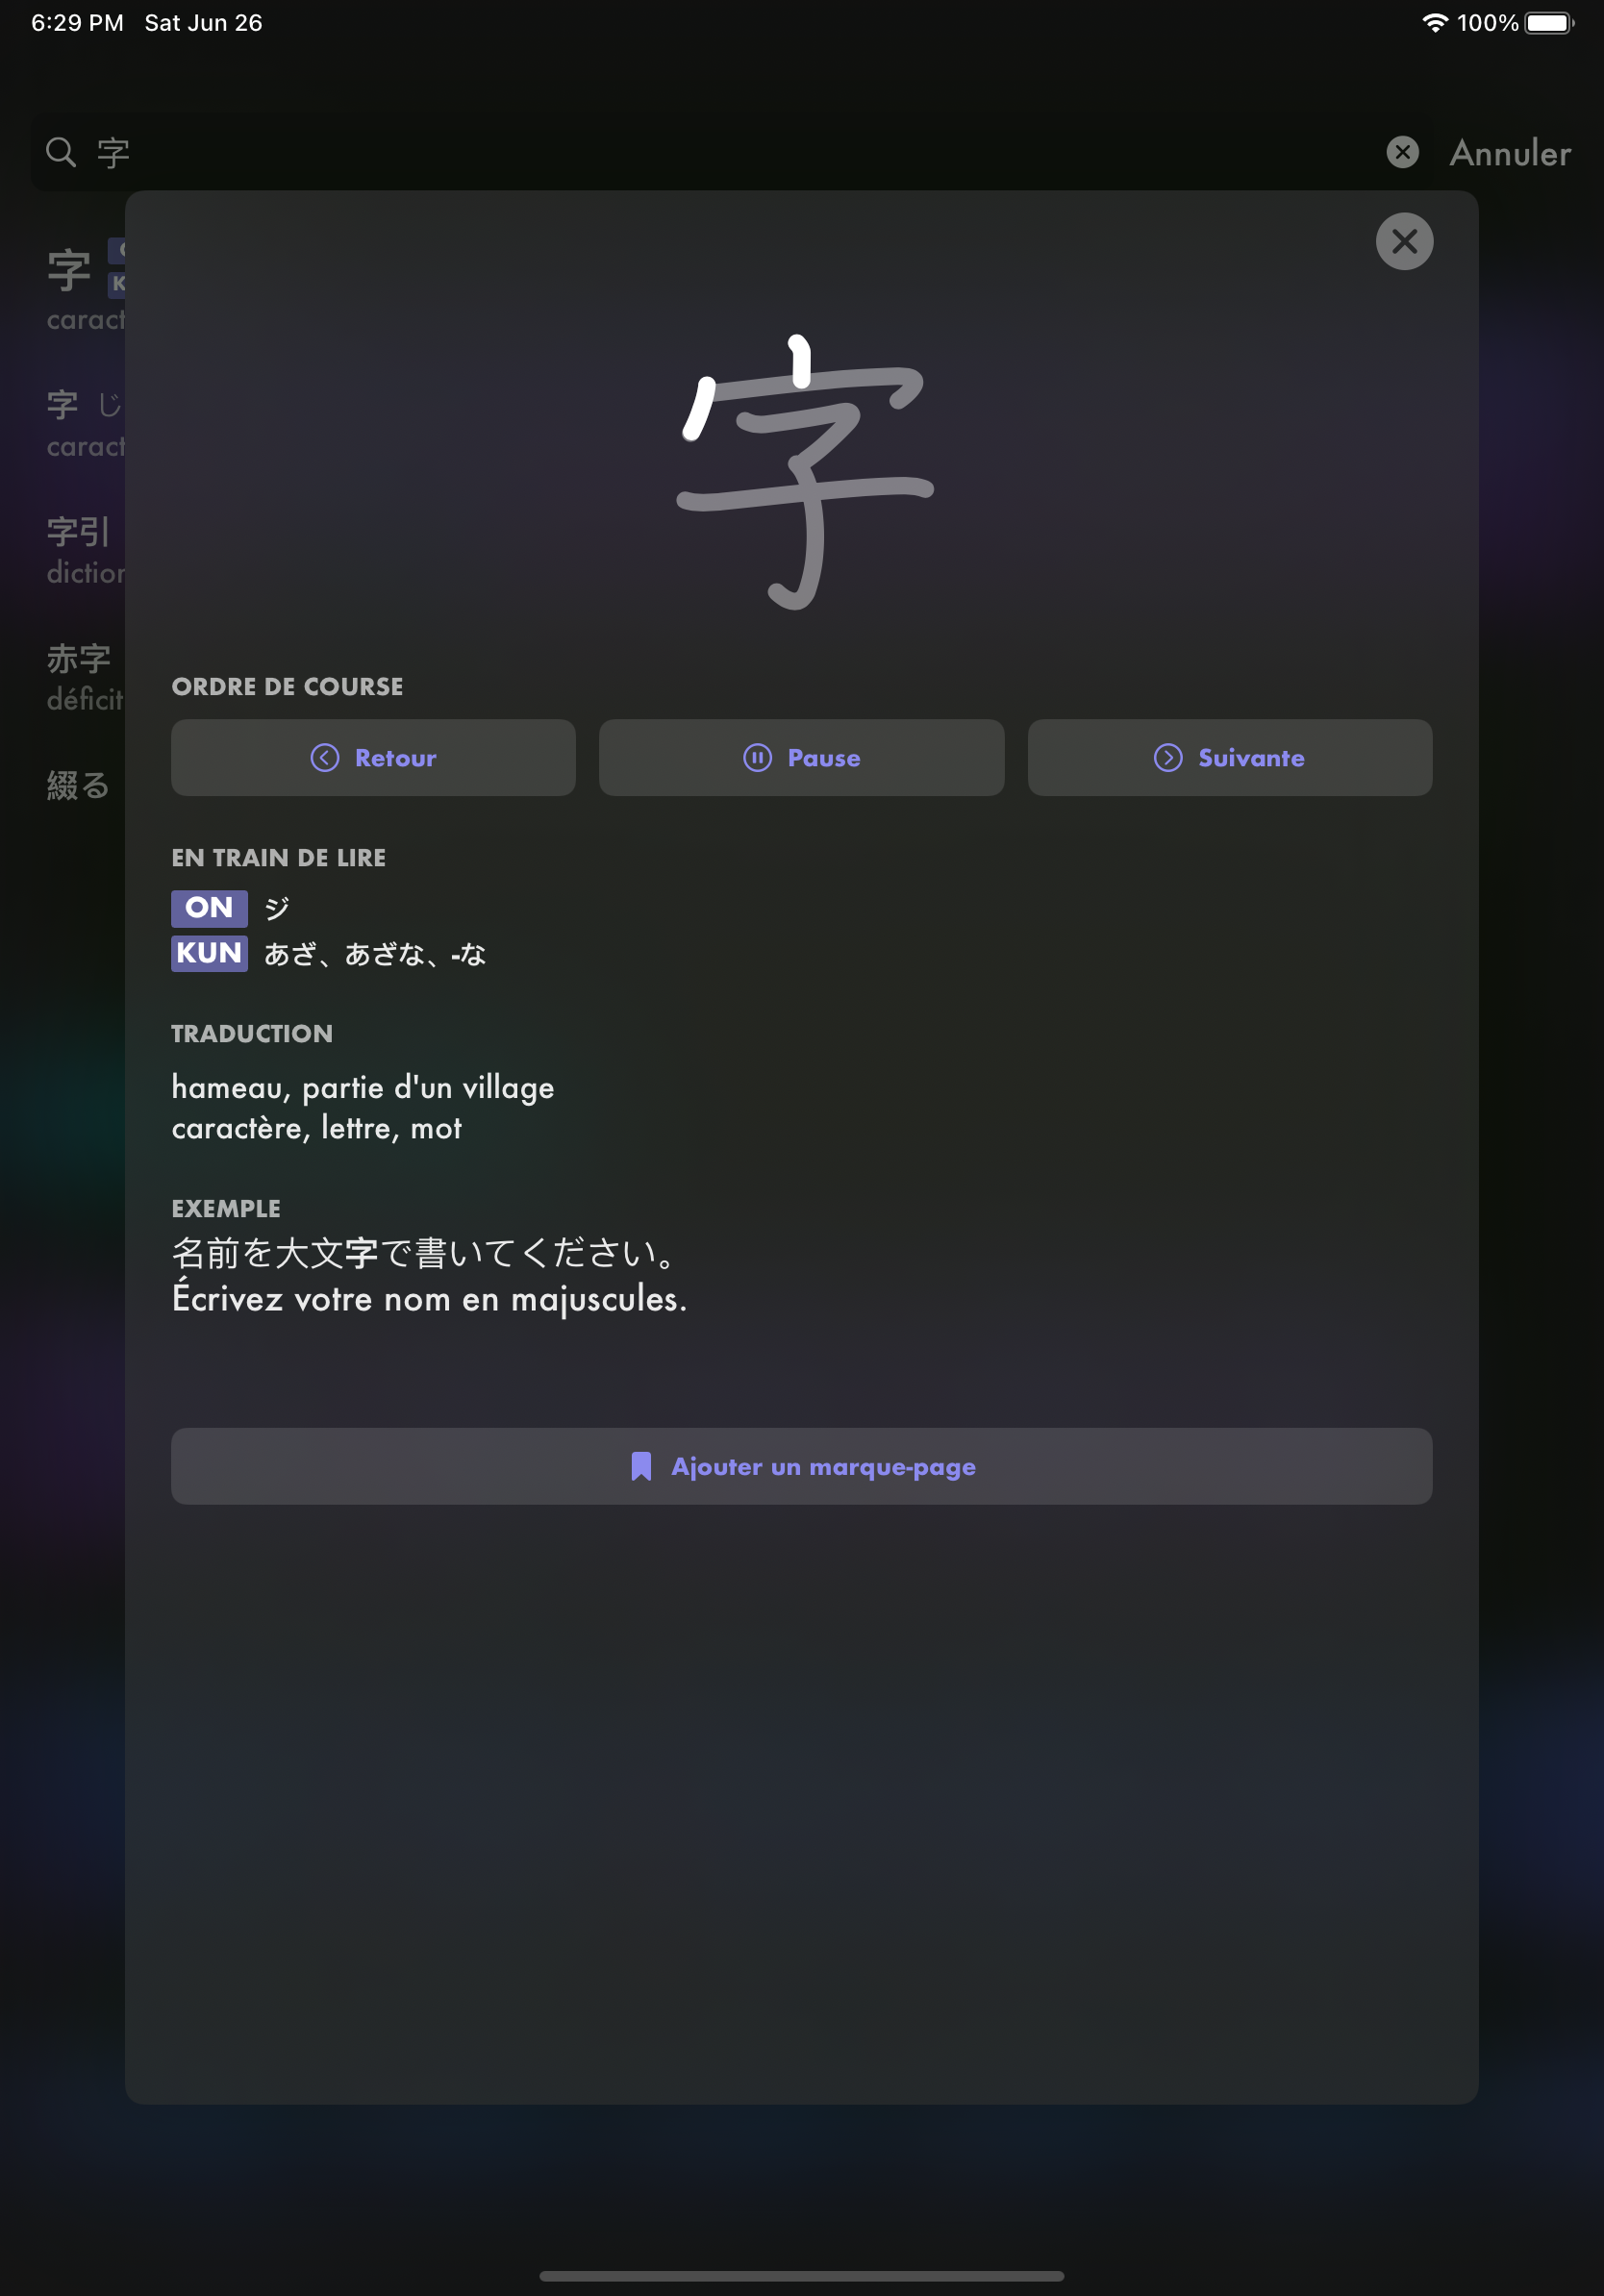 6:29 PM Sat Jun 26
100%
字
Annuler
字
caract
字 じ
caract
字引
diction
赤字
déficit
綴る
字
ORDRE DE COURSE
Retour
Pause
Suivante
EN TRAIN DE LIRE
ON ジ
KUN あざ、あざな、-な
TRADUCTION
hameau, partie d'un village
caractère, lettre, mot
EXEMPLE
名前を大文字で書いてください。
Écrivez votre nom en majuscules.
Ajouter un marque-page